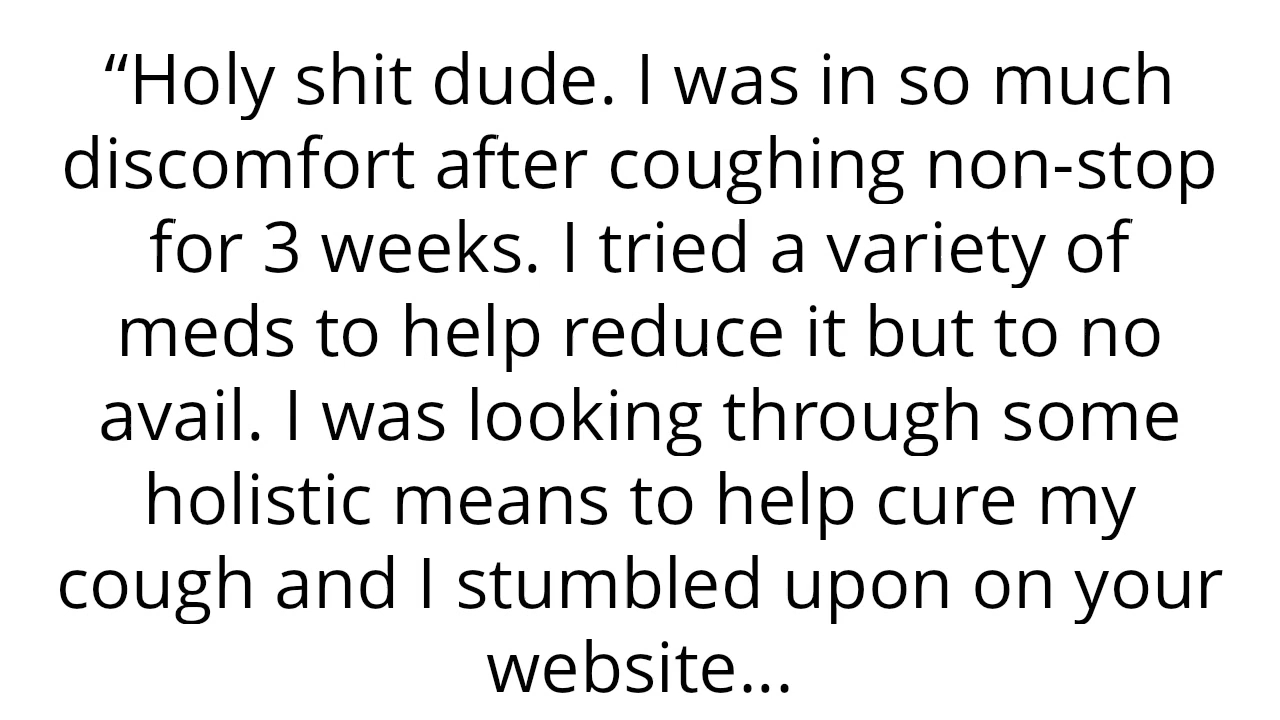 “Holy shit dude. I was in so much
discomfort after coughing non-stop
for 3 weeks. I tried a variety of
meds to help reduce it but to no
avail. I was looking through some
holistic means to help cure my
cough and I stumbled upon on your
website...